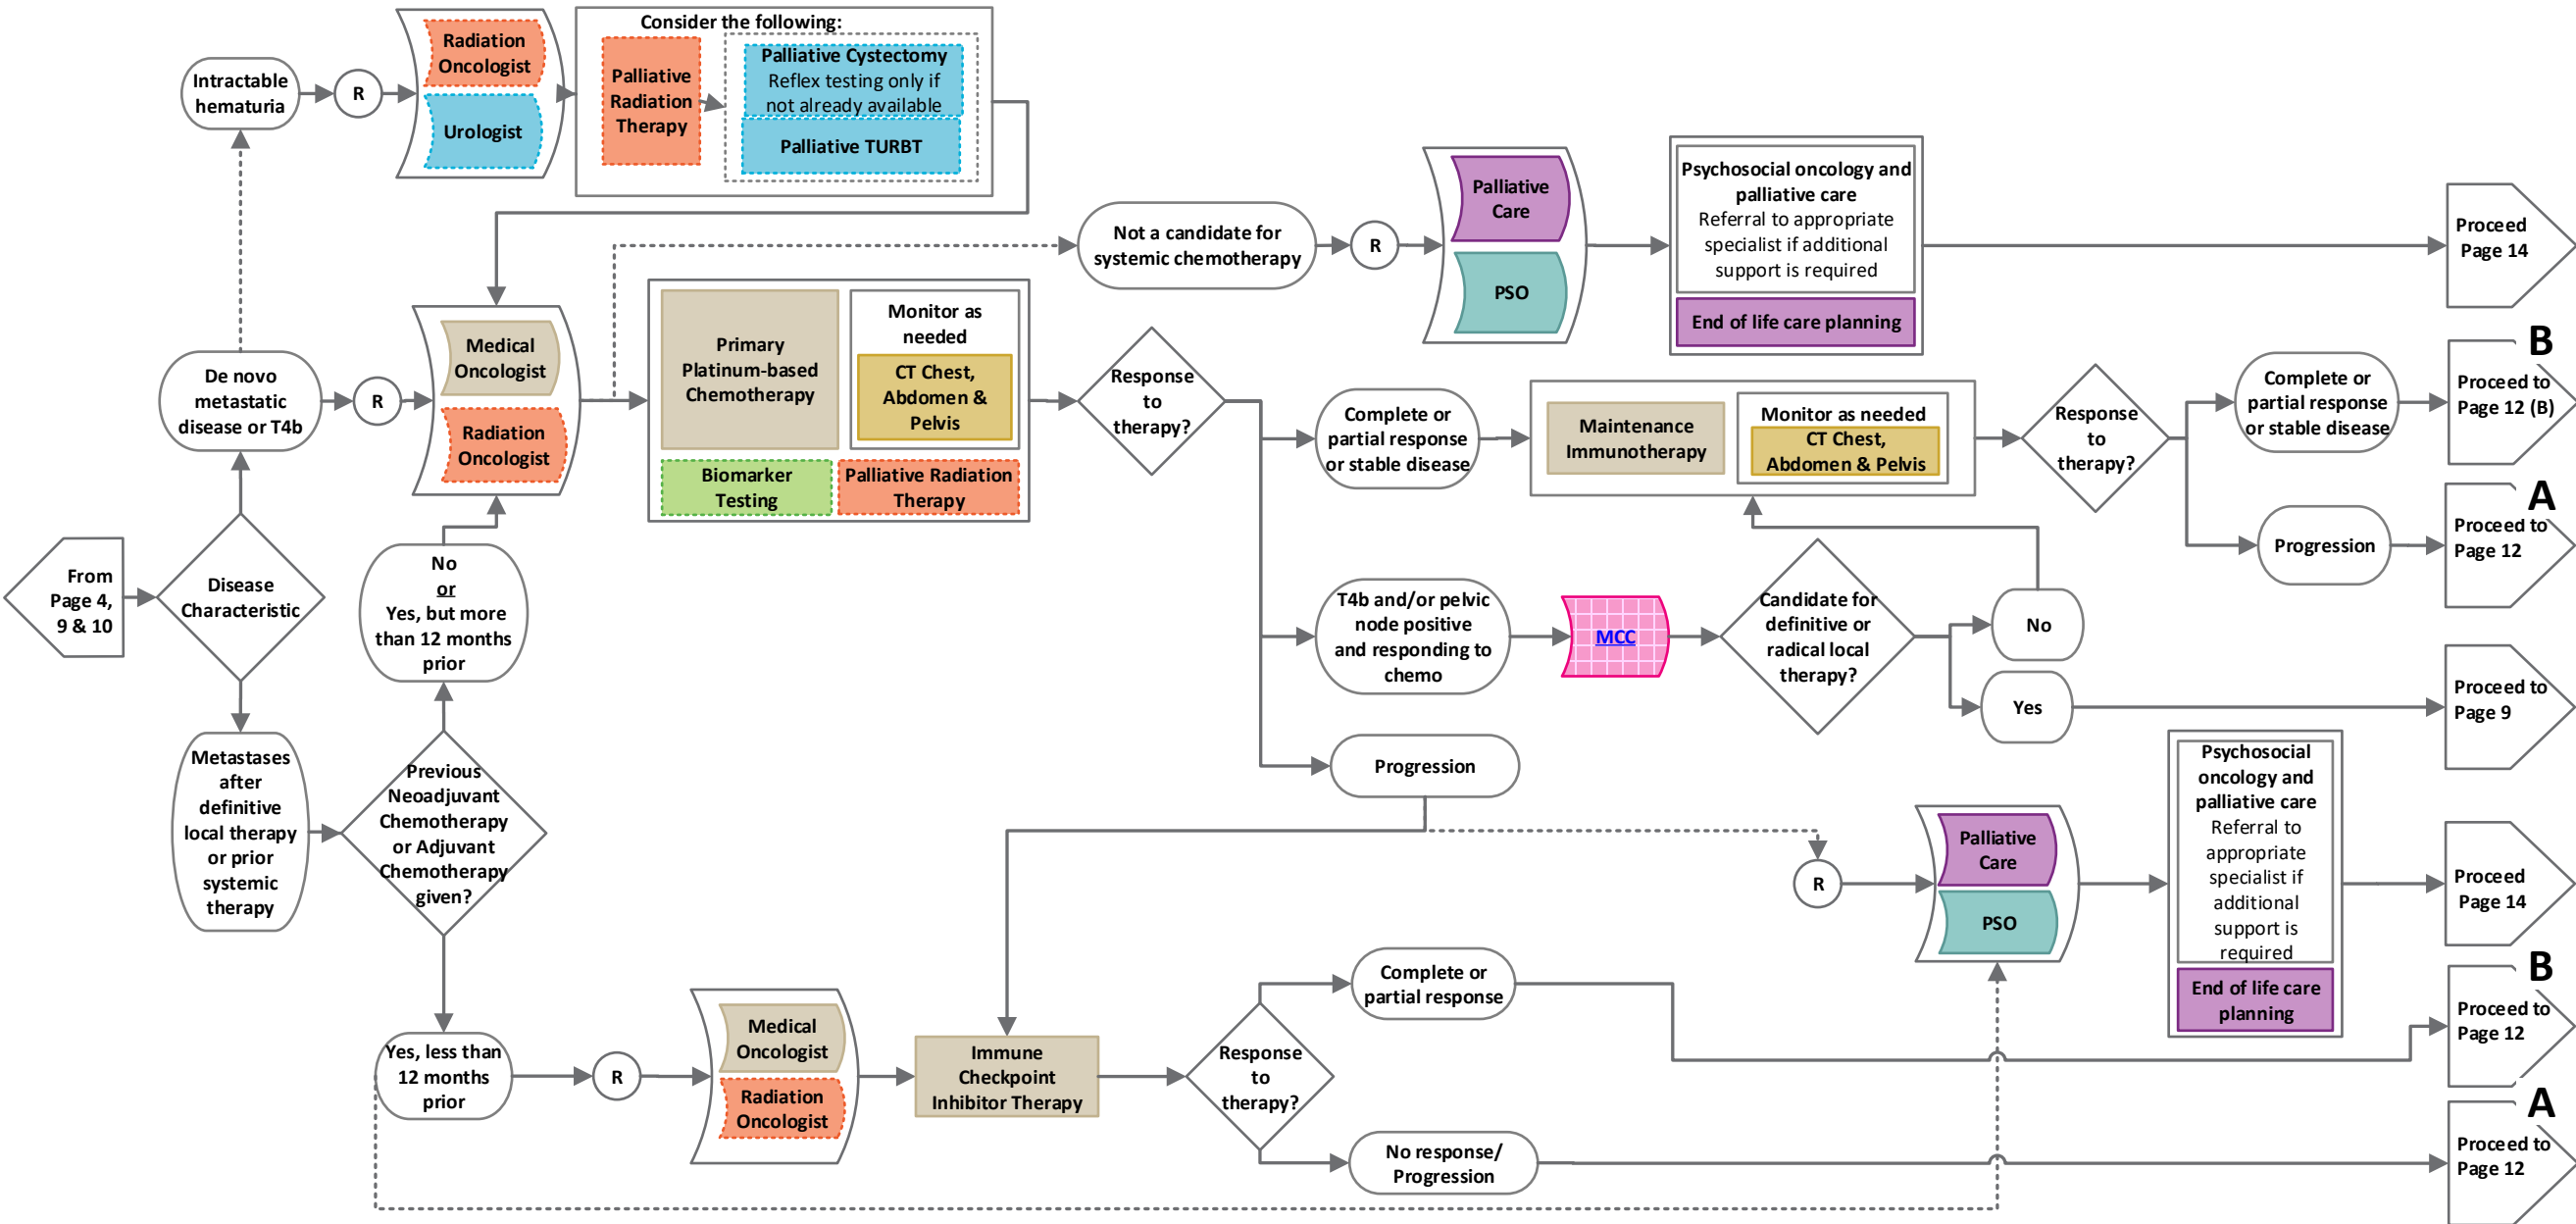 Consider the following:
Radiation
Oncologist
Urologist
Intractable
hematuria
R
Palliative
Radiation
Therapy
Palliative Cystectomy
Reflex testing only if
not already available
Palliative TURBT
Not a candidate for
systemic chemotherapy
R
Palliative
Care
PSO
Psychosocial oncology and
palliative care
Referral to appropriate
specialist if additional
support is required
End of life care planning
Proceed
Page 14
De novo
metastatic
disease or T4b
R
Medical
Oncologist
Radiation
Oncologist
Primary
Platinum-based
Chemotherapy
Monitor as
needed
CT Chest,
Abdomen &
Pelvis
Biomarker
Testing
Palliative Radiation
Therapy
Response
to
therapy?
Complete or
partial response
or stable disease
Maintenance
Immunotherapy
Monitor as needed
CT Chest,
Abdomen & Pelvis
Response
to
therapy?
Complete or
partial response
or stable disease
B
Proceed to
Page 12 (B)
Progression
A
Proceed to
Page 12
From
Page 4,
9 & 10
Disease
Characteristic
No
or
Yes, but more
than 12 months
prior
T4b and/or pelvic
node positive
and responding to
chemo
MCC
Candidate for
definitive or
radical local
therapy?
No
Yes
Proceed to
Page 9
Progression
Metastases
after
definitive
local therapy
or prior
systemic
therapy
Previous
Neoadjuvant
Chemotherapy
or Adjuvant
Chemotherapy
given?
R
Palliative
Care
PSO
Psychosocial
oncology and
palliative care
Referral to
appropriate
specialist if
additional
support is
required
End of life care
planning
Proceed
Page 14
Yes, less than
12 months
prior
R
Medical
Oncologist
Radiation
Oncologist
Immune
Checkpoint
Inhibitor Therapy
Response
to
therapy?
Complete or
partial response
B
Proceed to
Page 12
No response/
Progression
A
Proceed to
Page 12